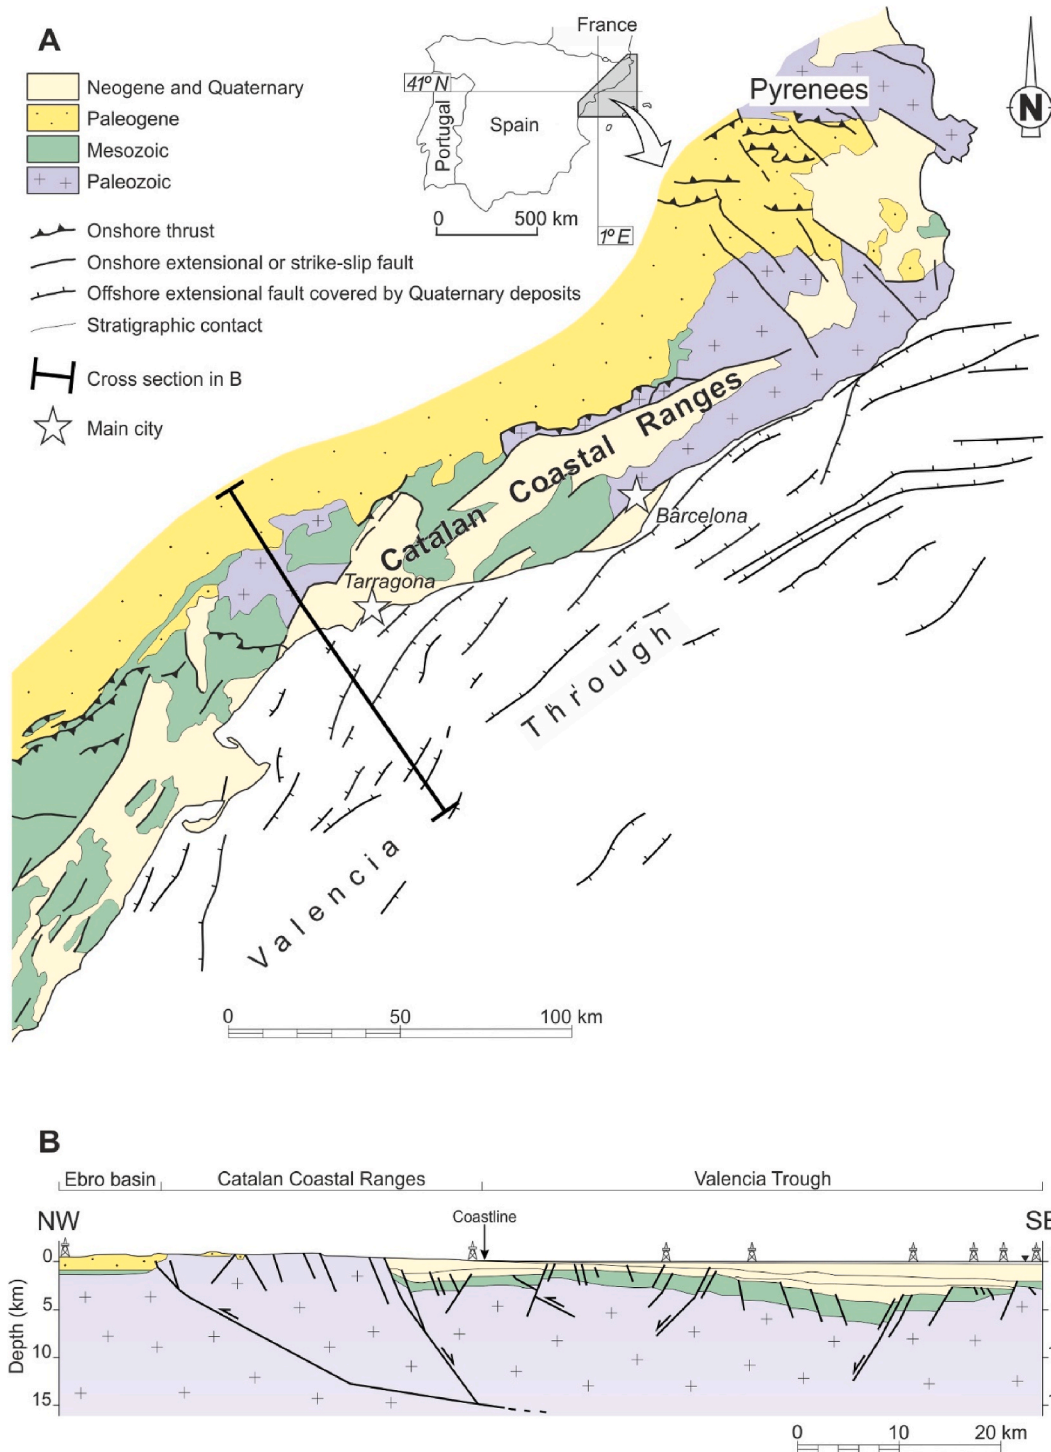 A
France
Neogene and Quaternary
41º N
Pyrenees
Paleogene
Portugal
Spain
N
Mesozoic
Paleozoic
0 500 km
Onshore thrust
1º E
Onshore extensional or strike-slip fault
Offshore extensional fault covered by Quaternary deposits
Stratigraphic contact
Cross section in B
Main city
Catalan Coastal Ranges
Barcelona
Tarragona
Valencia Through
0 50 100 km
B
Ebro basin Catalan Coastal Ranges Valencia Trough
NW Coastline SE
Depth (km)
0
5
10
15
0 10 20 km